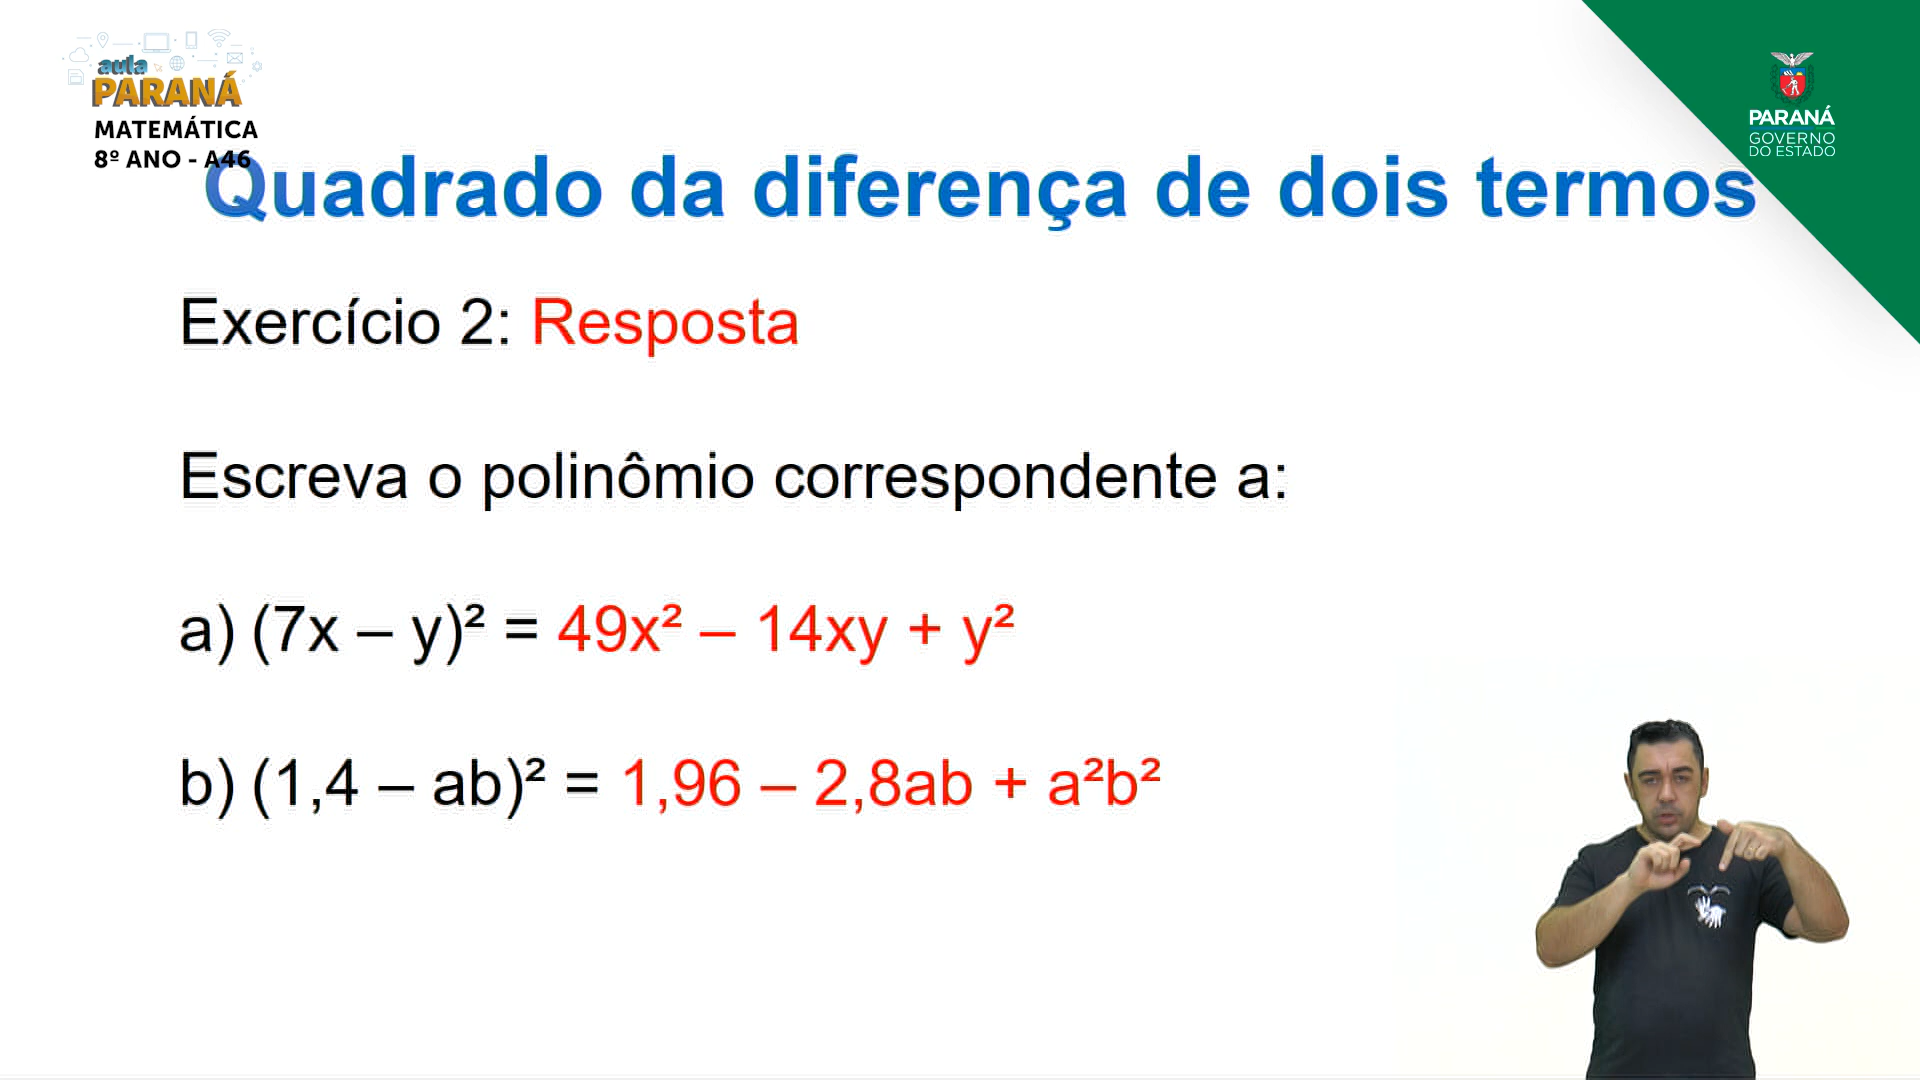 aula
PARANÁ
MATEMÁTICA
8º ANO - A46
PARANÁ
GOVERNO
DO ESTADO
Quadrado da diferença de dois termos
Exercício 2: Resposta
Escreva o polinômio correspondente a:
a) (7x – y)² = 49x² – 14xy + y²
b) (1,4 – ab)² = 1,96 – 2,8ab + a²b²